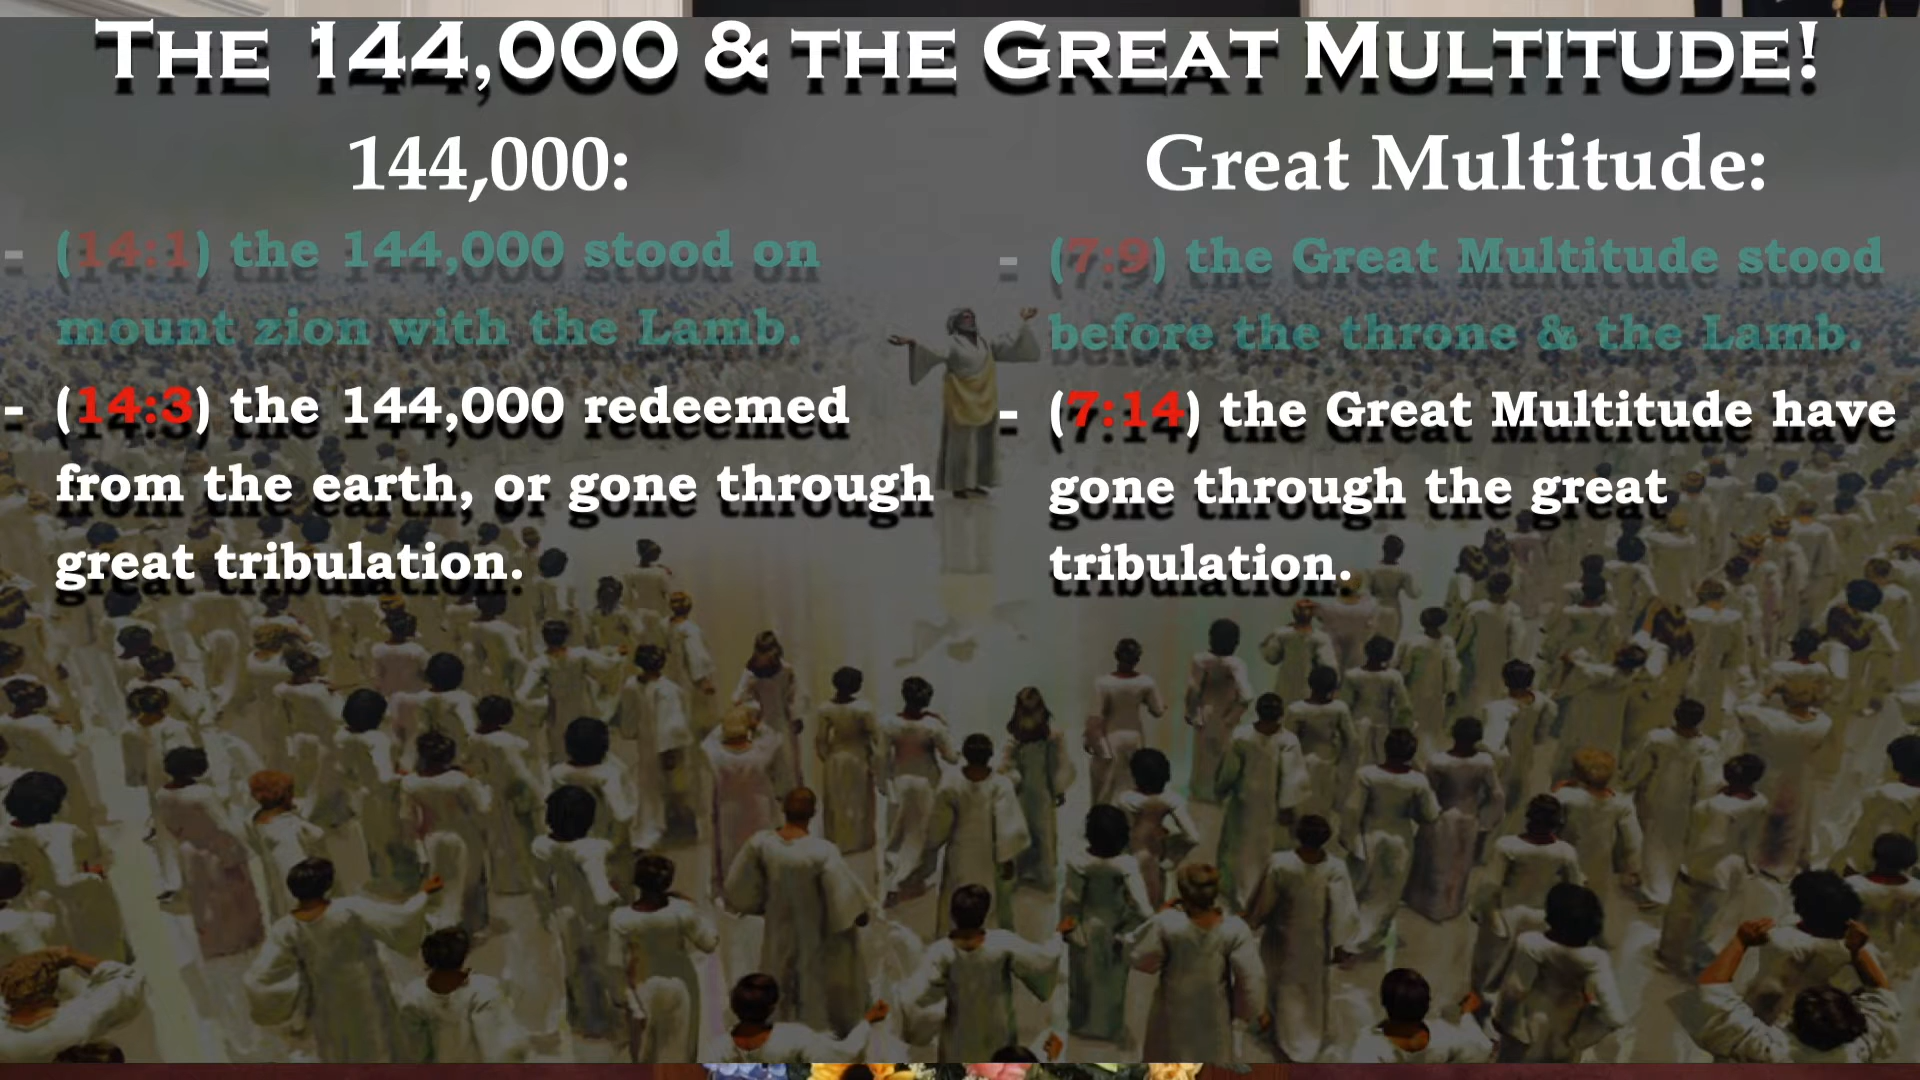 THE 144,000 & THE GREAT MULTITUDE!
144,000:
- (14:1) the 144,000 stood on
mount zion with the Lamb.
- (14:3) the 144,000 redeemed
from the earth, or gone through
great tribulation.
Great Multitude:
- (7:9) the Great Multitude stood
before the throne & the Lamb.
- (7:14) the Great Multitude have
gone through the great
tribulation.